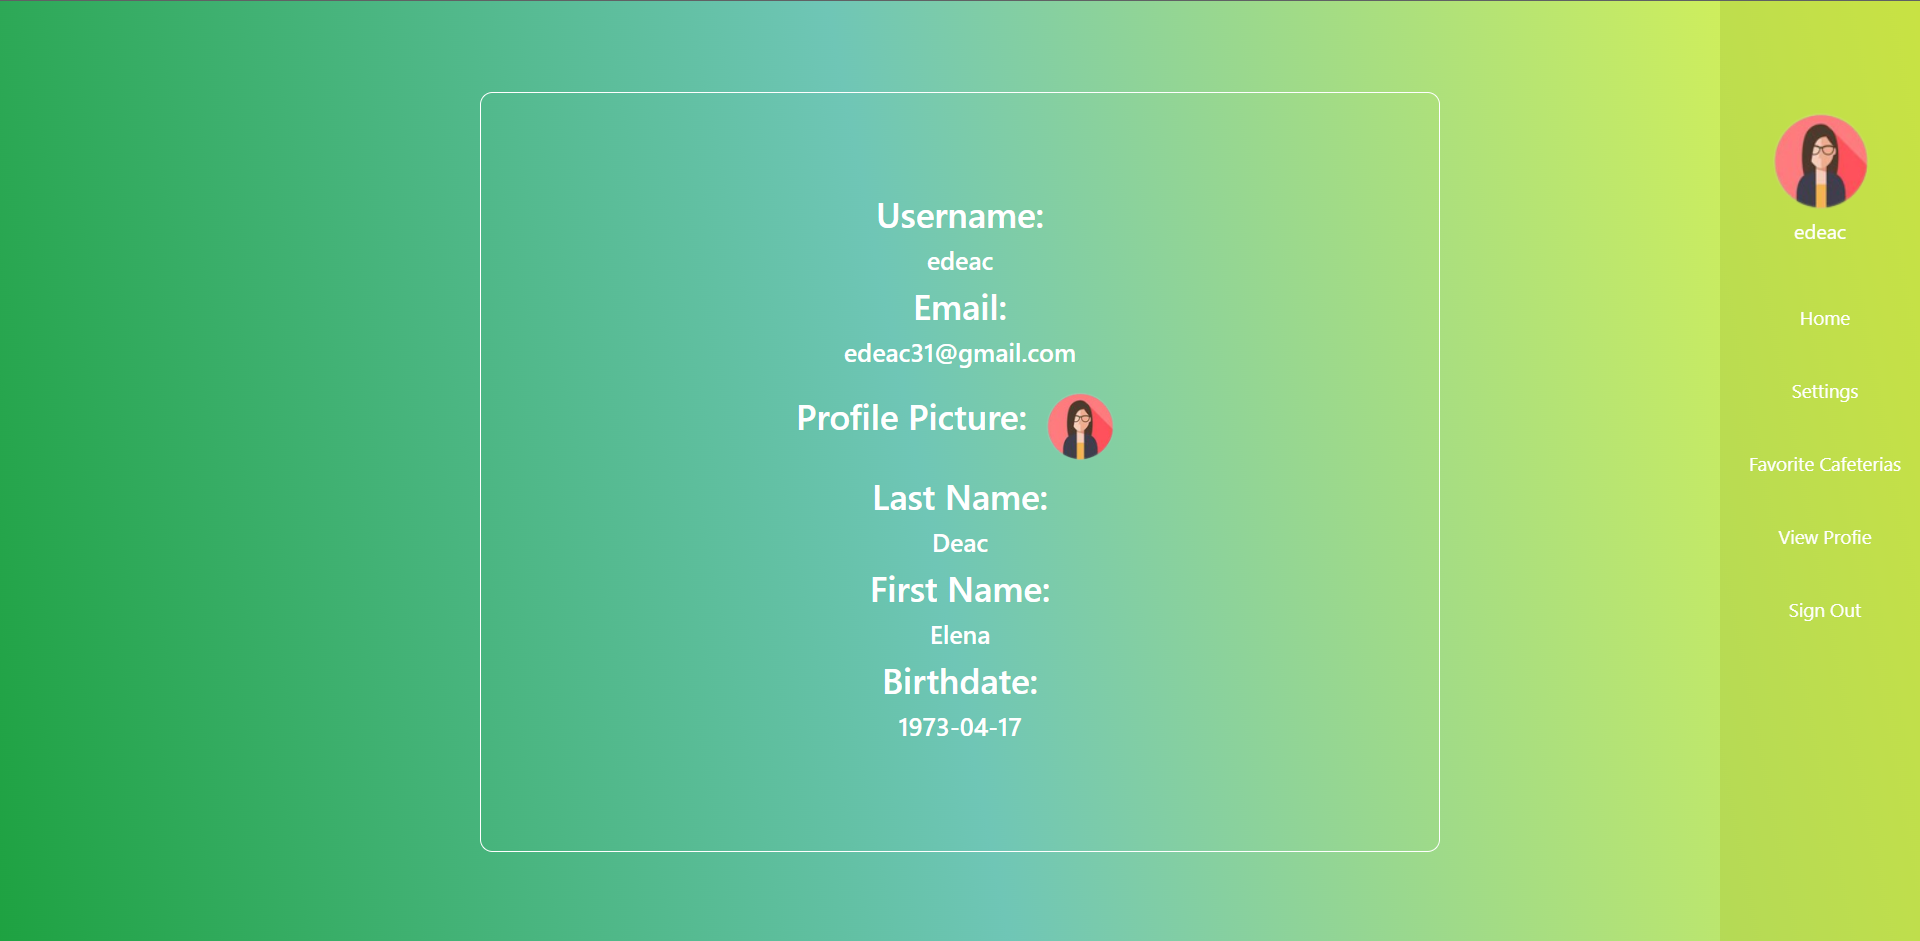 Username:
edeac
Email:
edeac31@gmail.com
Profile Picture:
Last Name:
Deac
First Name:
Elena
Birthdate:
1973-04-17
edeac
Home
Settings
Favorite Cafeterias
View Profie
Sign Out